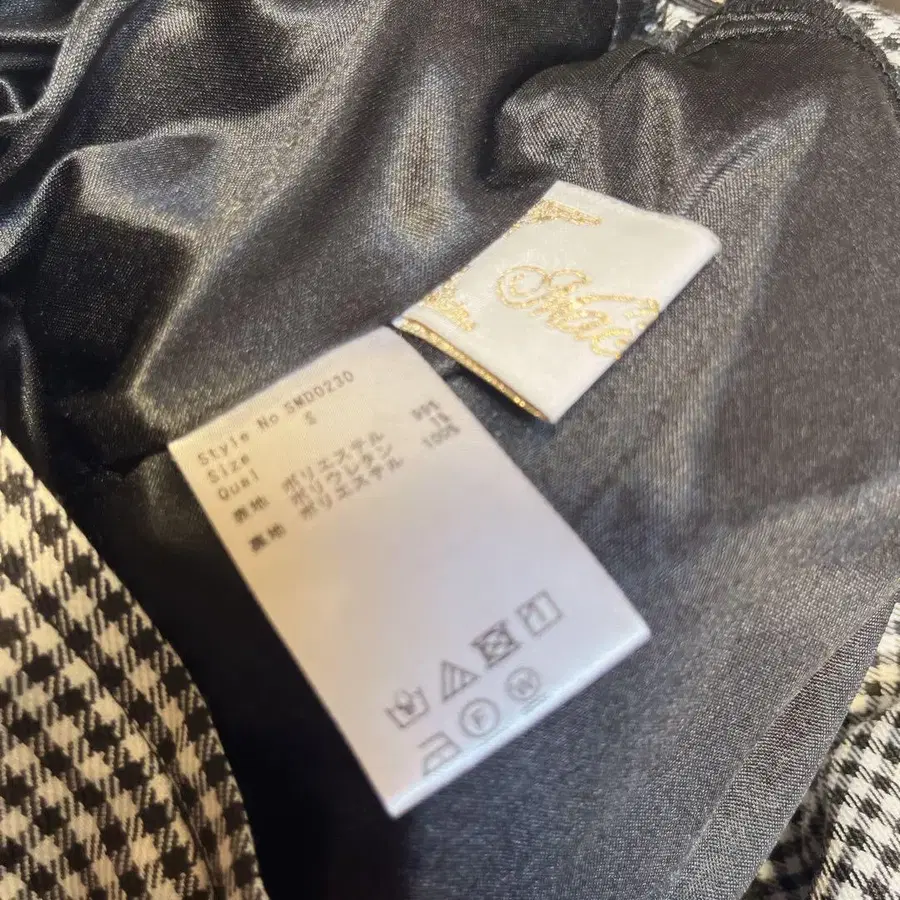 Style No SMDO230
Size S
Qual
表地 ポリエステル 99%
ポリウレタン 1%
裏地 ポリエステル 100%
F
W